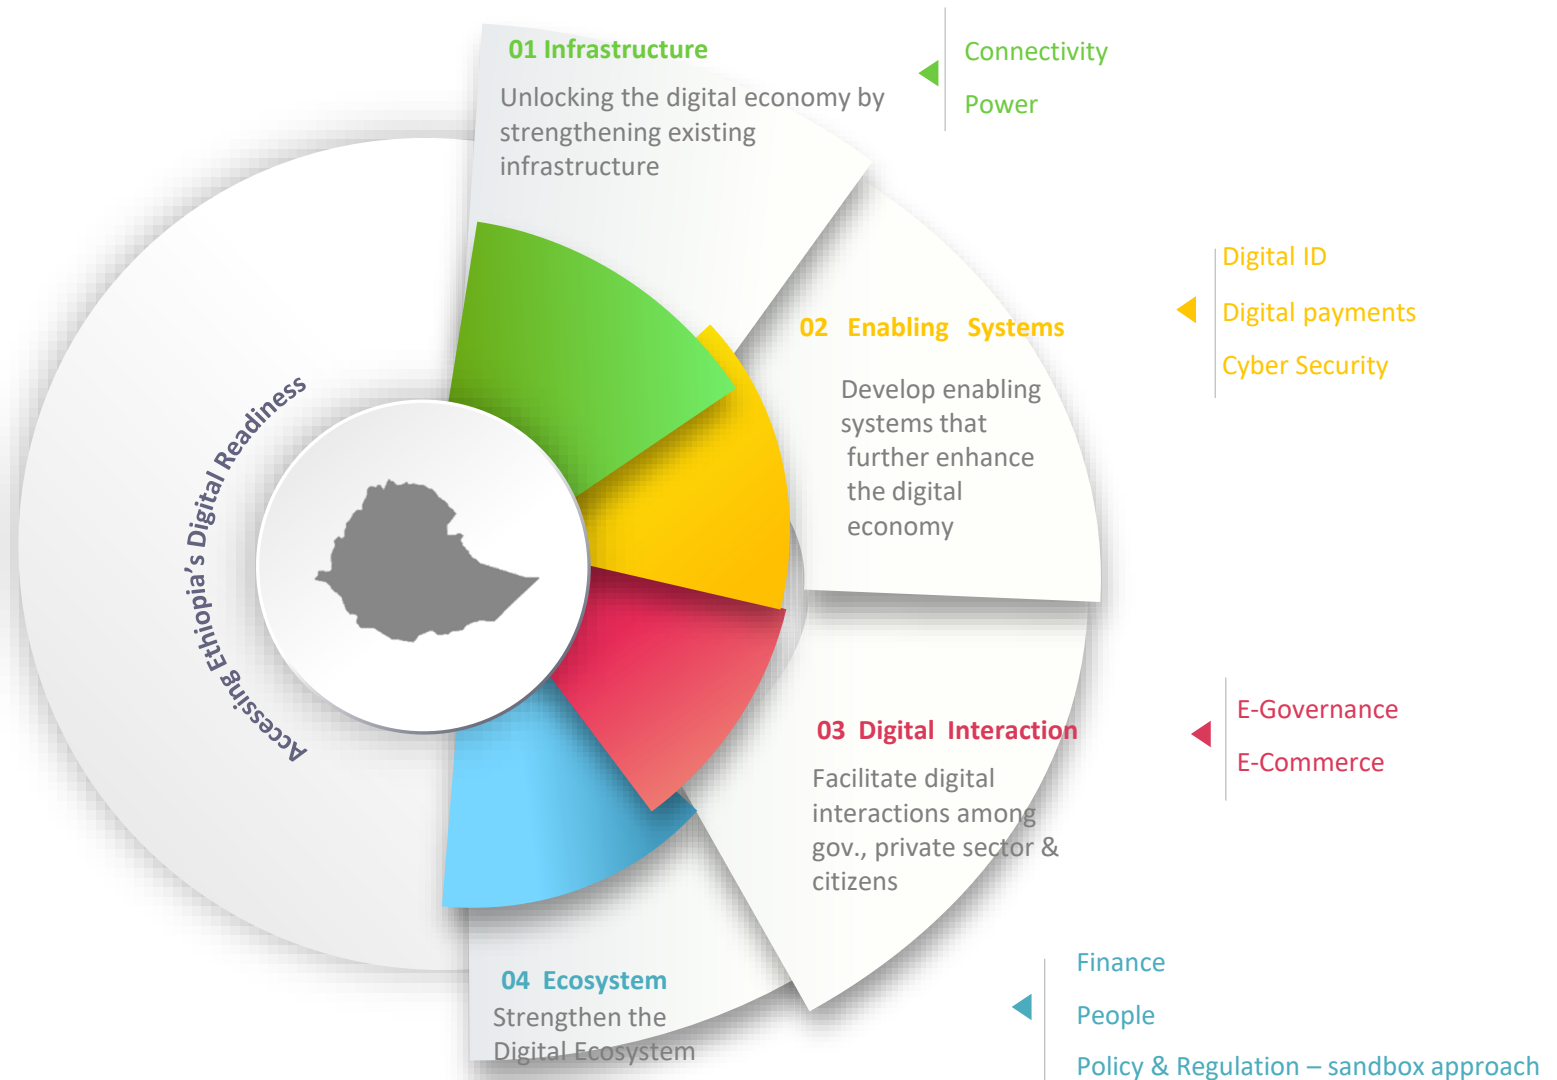 01 Infrastructure
Unlocking the digital economy by
strengthening existing
infrastructure
Connectivity
Power
Accessing Ethiopia's Digital Readiness
02 Enabling Systems
Develop enabling
systems that
further enhance
the digital
economy
Digital ID
Digital payments
Cyber Security
03 Digital Interaction
Facilitate digital
interactions among
gov., private sector &
citizens
E-Governance
E-Commerce
04 Ecosystem
Strengthen the
Digital Ecosystem
Finance
People
Policy & Regulation – sandbox approach